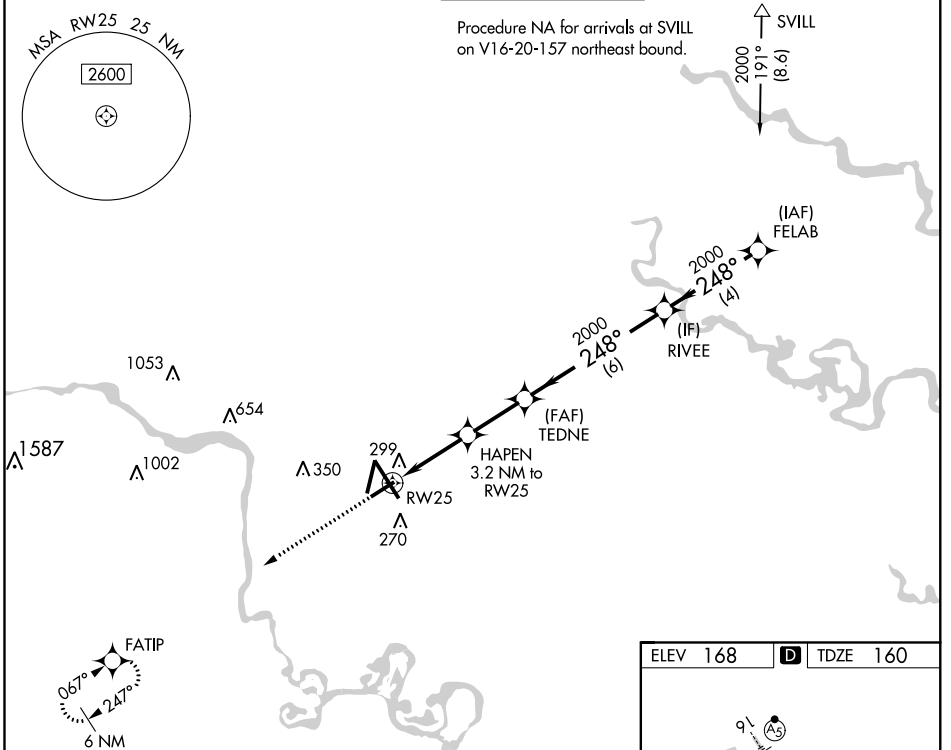 MSA RW25 25 NM
2600
Procedure NA for arrivals at SVILL
on V16-20-157 northeast bound.
SVILL
2000
191°
(8.6)
(IAF)
FELAB
2000
248°
(4)
(IF)
RIVEE
2000
248°
(6)
(FAF)
TEDNE
HAPEN
3.2 NM to
RW25
1053
654
1587
1002
350
299
RW25
270
FATIP
067°
247°
6 NM
ELEV 168 D TDZE 160
16
A5